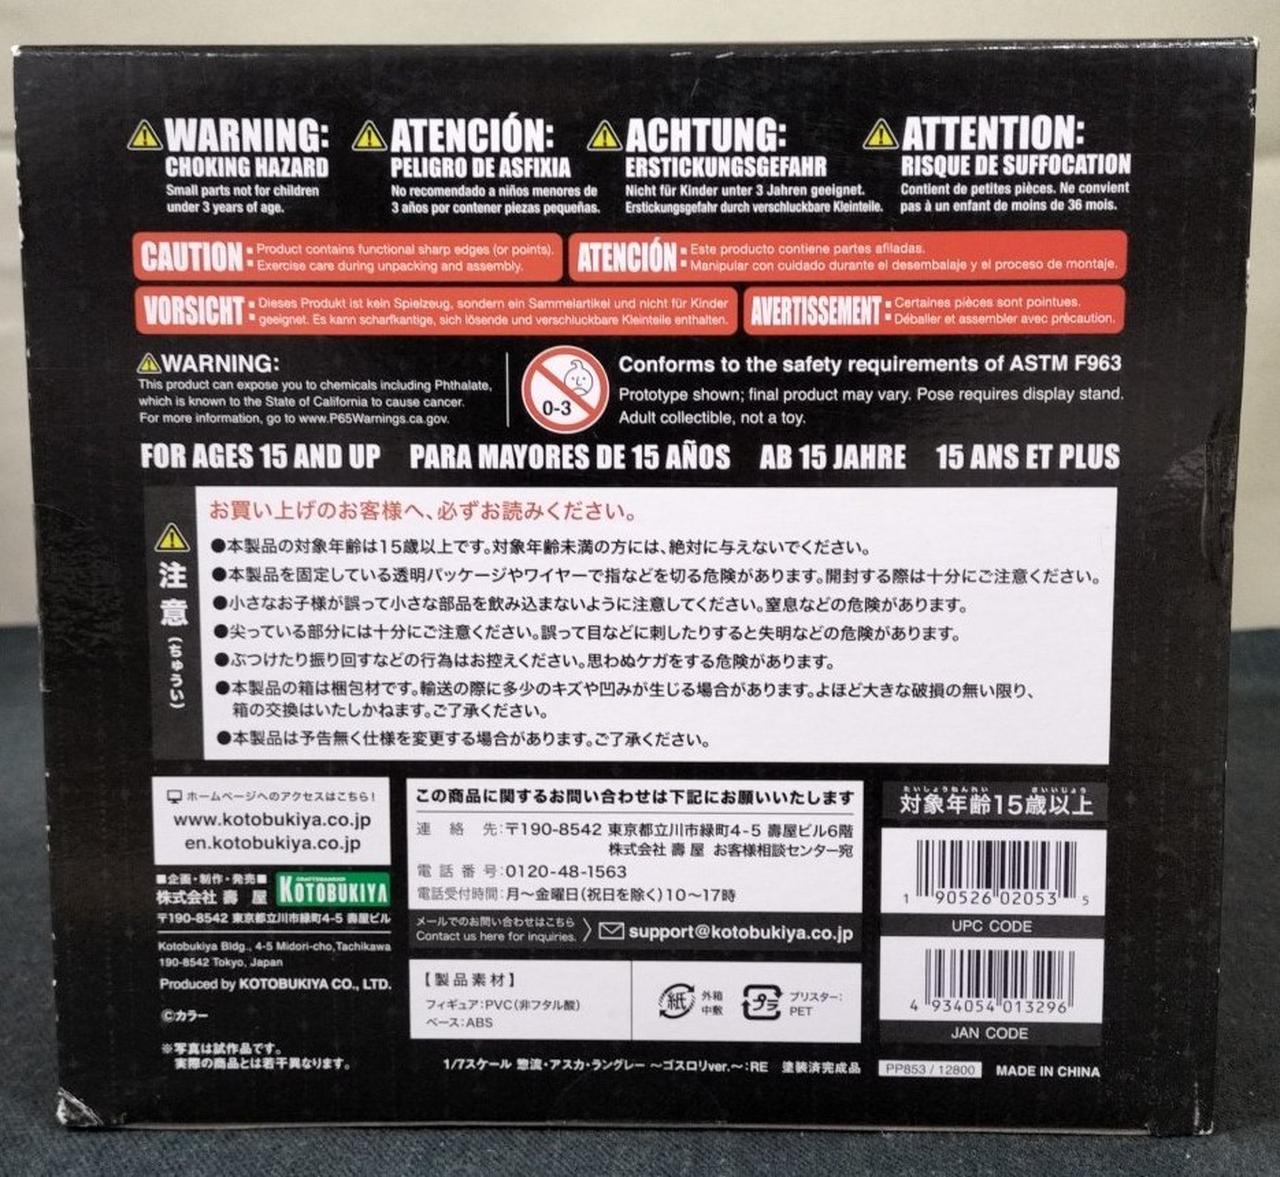 WARNING:
CHOKING HAZARD
Small parts not for children
under 3 years of age.
ATENCIÓN:
PELIGRO DE ASFIXIA
No recomendado a niños menores de
3 años por contener piezas pequeñas.
ACHTUNG:
ERSTICKUNGSGEFAHR
Nicht für Kinder unter 3 Jahren geeignet.
Erstickungsgefahr durch verschluckbare Kleinteile.
ATTENTION:
RISQUE DE SUFFOCATION
Contient de petites pièces. Ne convient
pas à un enfant de moins de 36 mois.
CAUTION
Product contains functional sharp edges (or points).
Exercise care during unpacking and assembly.
ATENCIÓN
Este producto contiene partes afiladas.
Manipular con cuidado durante el desembalaje y el proceso de montaje.
VORSICHT
Dieses Produkt ist kein Spielzeug, sondern ein Sammelartikel und nicht für Kinder
geeignet. Es kann scharfkantige, sich lösende und verschluckbare Kleinteile enthalten.
AVERTISSEMENT
Certaines pièces sont pointues.
Déballer et assembler avec précaution.
WARNING:
This product can expose you to chemicals including Phthalate,
which is known to the State of California to cause cancer.
For more information, go to www.P65Warnings.ca.gov.
0-3
Conforms to the safety requirements of ASTM F963
Prototype shown; final product may vary. Pose requires display stand.
Adult collectible, not a toy.
FOR AGES 15 AND UP PARA MAYORES DE 15 AÑOS AB 15 JAHRE 15 ANS ET PLUS
注意(ちゅうい)
お買い上げのお客様へ、必ずお読みください。
●本製品の対象年齢は15歳以上です。対象年齢未満の方には、絶対に与えないでください。
●本製品を固定している透明パッケージやワイヤーで指などを切る危険があります。開封する際は十分にご注意ください。
●小さなお子様が誤って小さな部品を飲み込まないように注意してください。窒息などの危険があります。
●尖っている部分には十分にご注意ください。誤って目などに刺したりすると失明などの危険があります。
●ぶつけたり振り回すなどの行為はお控えください。思わぬケガをする危険があります。
●本製品の箱は梱包材です。輸送の際に多少のキズや凹みが生じる場合があります。よほど大きな破損の無い限り、
箱の交換はいたしかねます。ご了承ください。
●本製品は予告無く仕様を変更する場合があります。ご了承ください。
ホームページへのアクセスはこちら!
www.kotobukiya.co.jp
en.kotobukiya.co.jp
■企画・制作・発売■
株式会社 壽 屋
CRAFTSMANSHIP
KOTOBUKIYA
〒190-8542 東京都立川市緑町4-5 壽屋ビル
Kotobukiya Bldg., 4-5 Midori-cho,Tachikawa
190-8542 Tokyo, Japan
Produced by KOTOBUKIYA CO., LTD.
©カラー
※写真は試作品です。
実際の商品とは若干異なります。
この商品に関するお問い合わせは下記にお願いいたします
連絡先:〒190-8542 東京都立川市緑町4-5 壽屋ビル6階
株式会社 壽 屋 お客様相談センター宛
電話番号:0120-48-1563
電話受付時間:月〜金曜日(祝日を除く)10〜17時
メールでのお問い合わせはこちら
Contact us here for inquiries.
support@kotobukiya.co.jp
【製品素材】
フィギュア:PVC(非フタル酸)
ベース:ABS
紙
外箱
中敷
プラ
ブリスター:
PET
1/7スケール 惣流・アスカ・ラングレー 〜ゴスロリver.〜:RE 塗装済完成品
たいしょうねんれい さいいじょう
対象年齢15歳以上
1 90526 02053 5
UPC CODE
4 934054 013296
JAN CODE
PP853 / 12800
MADE IN CHINA